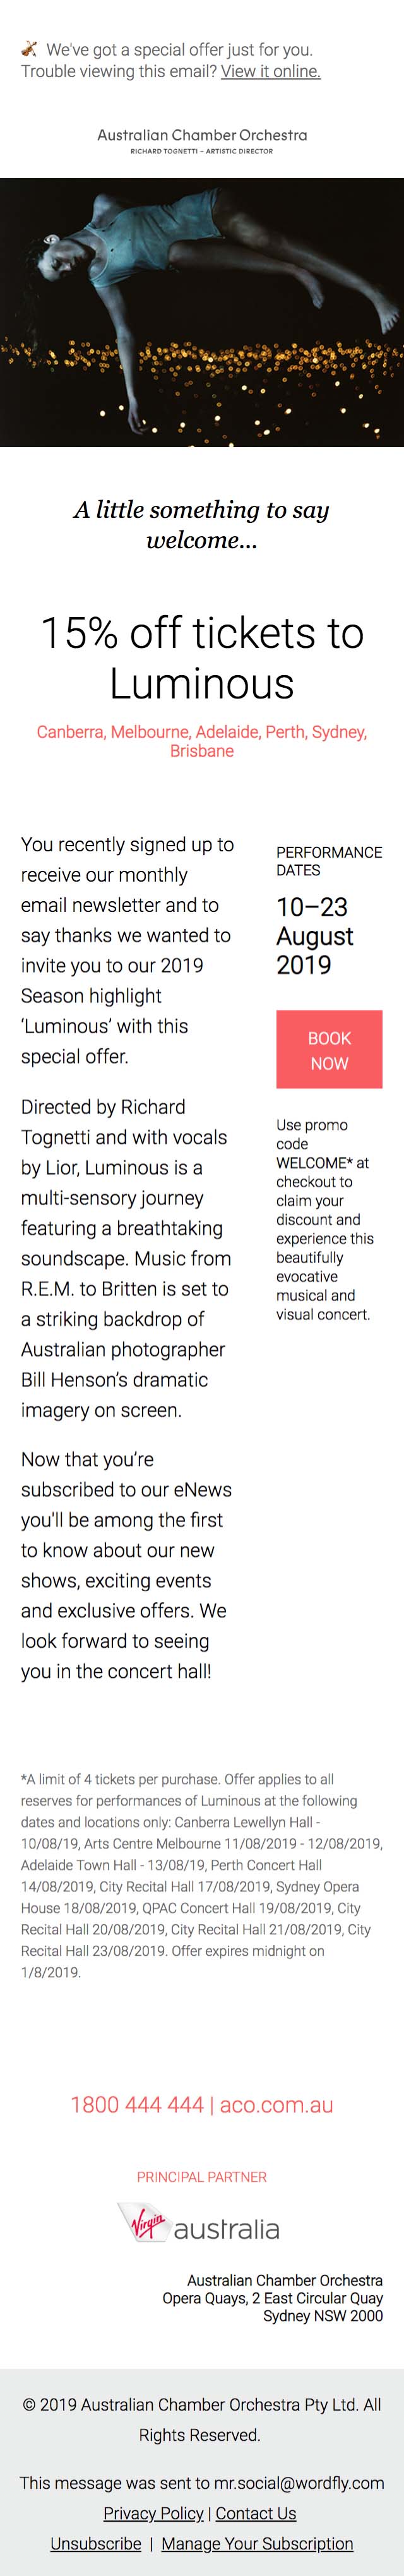 🎻 We've got a special offer just for you.
Trouble viewing this email? View it online.
Australian Chamber Orchestra
RICHARD TOGNETTI – ARTISTIC DIRECTOR
A little something to say
welcome...
15% off tickets to
Luminous
Canberra, Melbourne, Adelaide, Perth, Sydney,
Brisbane
You recently signed up to
receive our monthly
email newsletter and to
say thanks we wanted to
invite you to our 2019
Season highlight
‘Luminous’ with this
special offer.
Directed by Richard
Tognetti and with vocals
by Lior, Luminous is a
multi-sensory journey
featuring a breathtaking
soundscape. Music from
R.E.M. to Britten is set to
a striking backdrop of
Australian photographer
Bill Henson’s dramatic
imagery on screen.
Now that you’re
subscribed to our eNews
you'll be among the first
to know about our new
shows, exciting events
and exclusive offers. We
look forward to seeing
you in the concert hall!
PERFORMANCE
DATES
10–23
August
2019
BOOK
NOW
Use promo
code
WELCOME* at
checkout to
claim your
discount and
experience this
beautifully
evocative
musical and
visual concert.
*A limit of 4 tickets per purchase. Offer applies to all
reserves for performances of Luminous at the following
dates and locations only: Canberra Lewellyn Hall -
10/08/19, Arts Centre Melbourne 11/08/2019 - 12/08/2019,
Adelaide Town Hall - 13/08/19, Perth Concert Hall
14/08/2019, City Recital Hall 17/08/2019, Sydney Opera
House 18/08/2019, QPAC Concert Hall 19/08/2019, City
Recital Hall 20/08/2019, City Recital Hall 21/08/2019, City
Recital Hall 23/08/2019. Offer expires midnight on
1/8/2019.
1800 444 444 | aco.com.au
PRINCIPAL PARTNER
Virgin australia
Australian Chamber Orchestra
Opera Quays, 2 East Circular Quay
Sydney NSW 2000
© 2019 Australian Chamber Orchestra Pty Ltd. All
Rights Reserved.
This message was sent to mr.social@wordfly.com
Privacy Policy | Contact Us
Unsubscribe | Manage Your Subscription